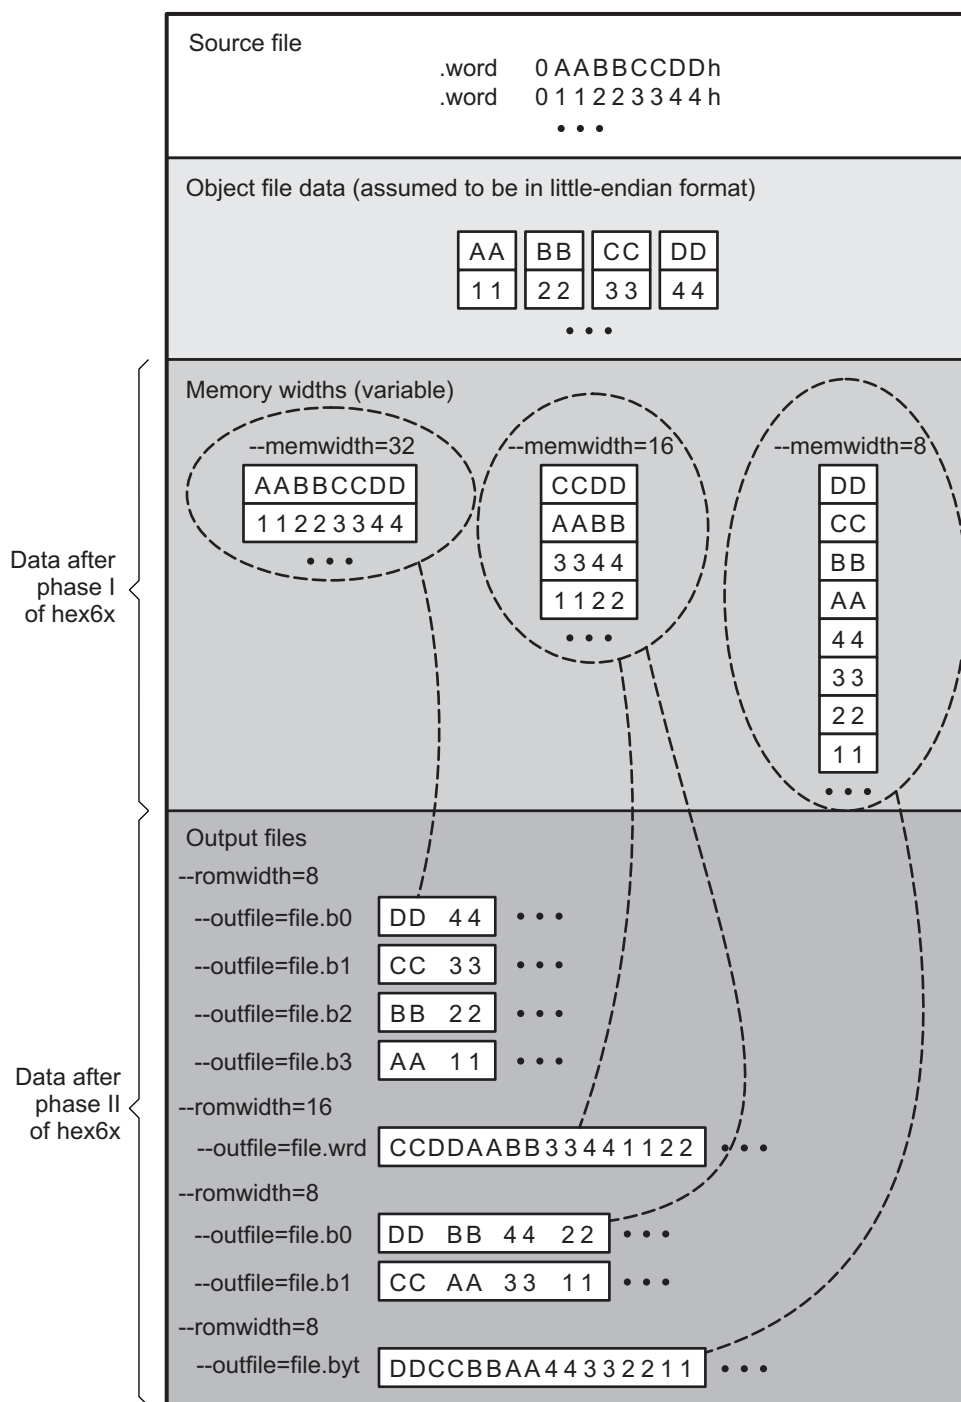 Source file
.word 0AABBCCDDh
.word 011223344h
• • •
Object file data (assumed to be in little-endian format)
AA BB CC DD
11 22 33 44
• • •
Memory widths (variable)
--memwidth=32 --memwidth=16 --memwidth=8
AABBCCDD
11223344
• • •
CCDD
AABB
3344
1122
• • •
DD
CC
BB
AA
44
33
22
11
• • •
Data after
phase I
of hex6x
Output files
--romwidth=8
--outfile=file.b0 DD 44 • • •
--outfile=file.b1 CC 33 • • •
--outfile=file.b2 BB 22 • • •
--outfile=file.b3 AA 11 • • •
--romwidth=16
--outfile=file.wrd CCDDAABB33441122 • • •
--romwidth=8
--outfile=file.b0 DD BB 44 22 • • •
--outfile=file.b1 CC AA 33 11 • • •
--romwidth=8
--outfile=file.byt DDCCBBAA44332211 • • •
Data after
phase II
of hex6x